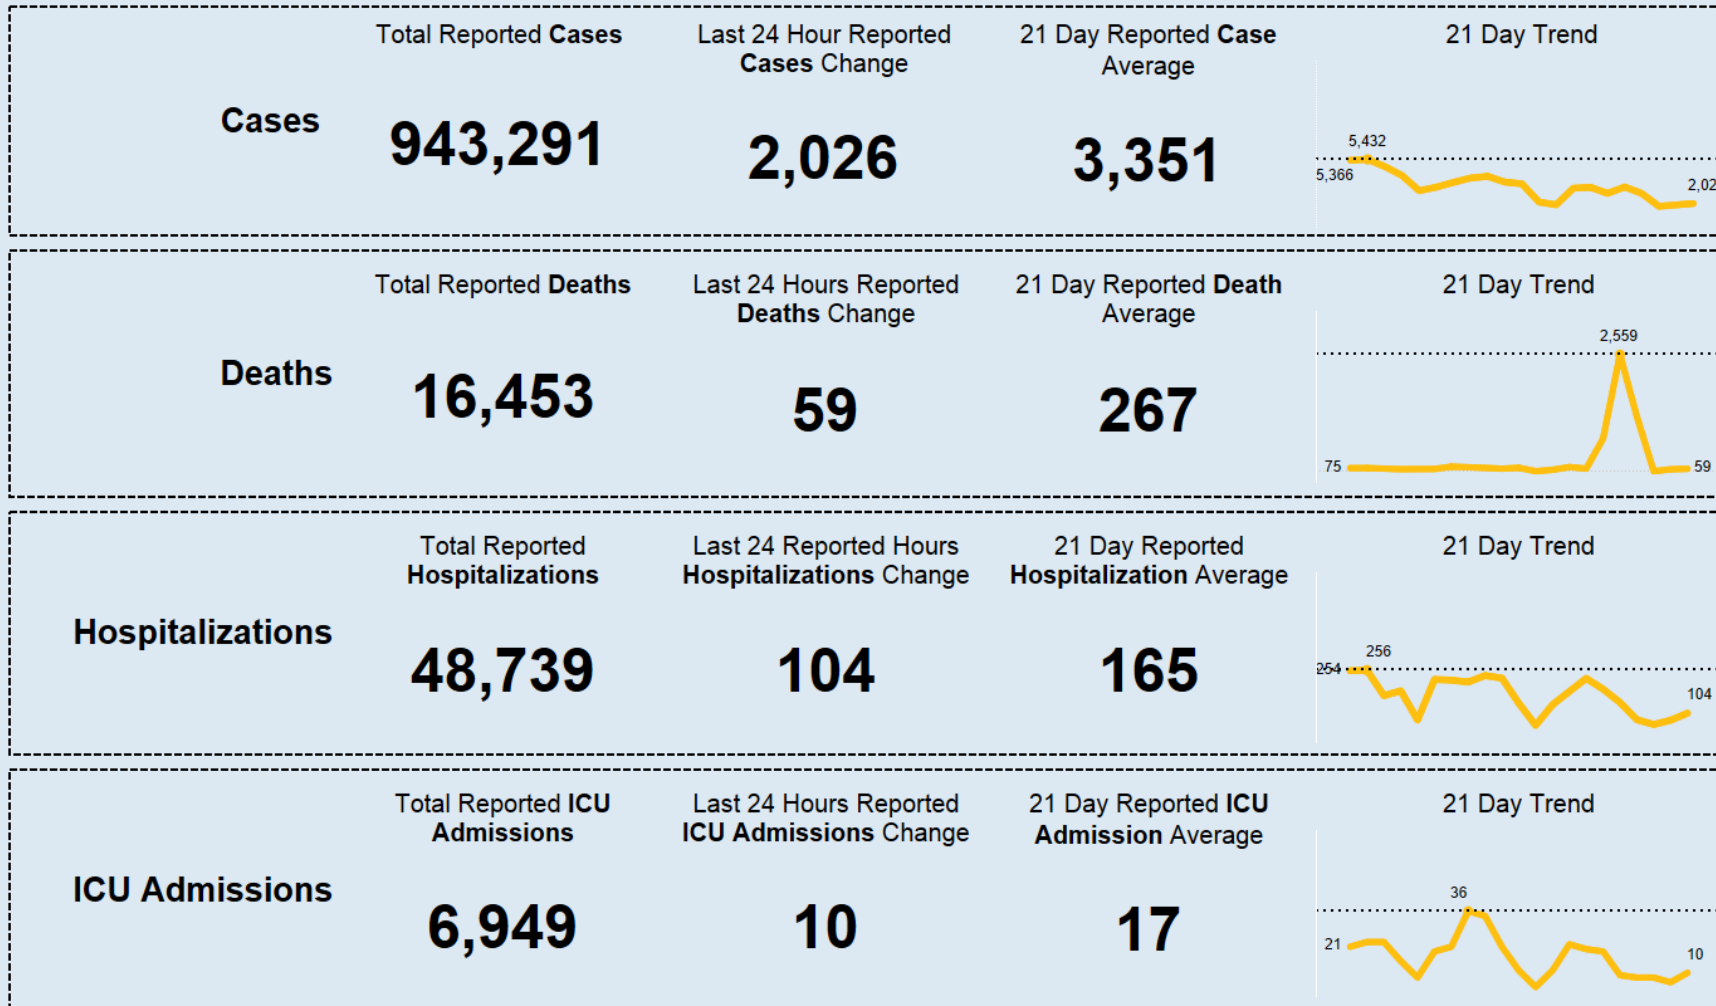 Total Reported Cases
Last 24 Hour Reported
Cases Change
21 Day Reported Case
Average
21 Day Trend
Cases
943,291
2,026
3,351
5,432
5,366
2,02
Total Reported Deaths
Last 24 Hours Reported
Deaths Change
21 Day Reported Death
Average
21 Day Trend
Deaths
16,453
59
267
2,559
75
59
Total Reported
Hospitalizations
Last 24 Reported Hours
Hospitalizations Change
21 Day Reported
Hospitalization Average
21 Day Trend
Hospitalizations
48,739
104
165
256
254
104
Total Reported ICU
Admissions
Last 24 Hours Reported
ICU Admissions Change
21 Day Reported ICU
Admission Average
21 Day Trend
ICU Admissions
6,949
10
17
36
21
10